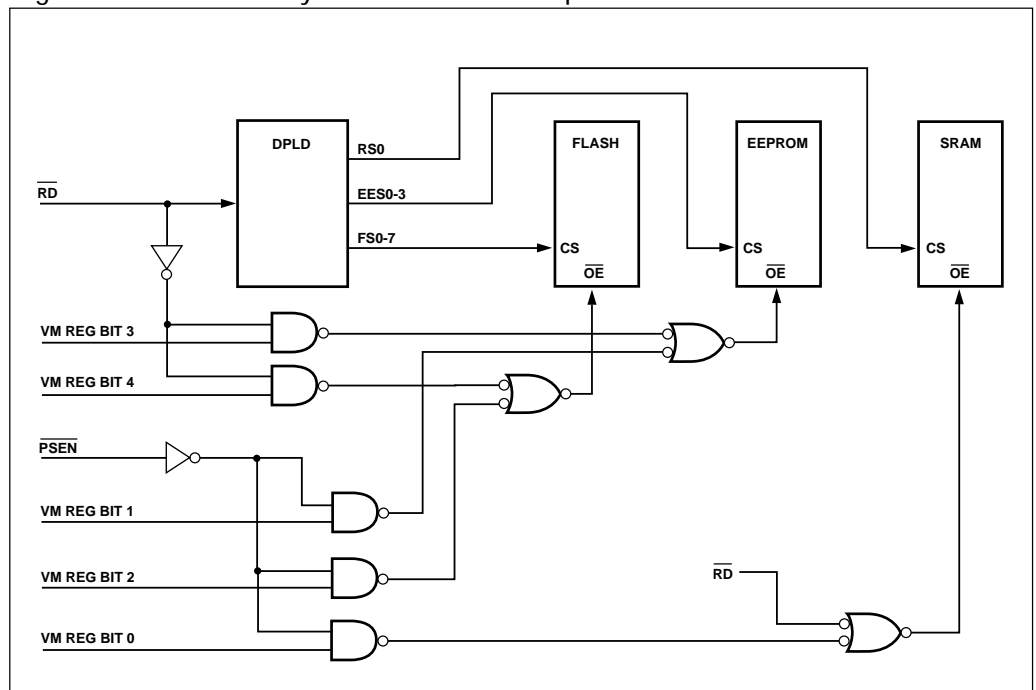 DPLD
FLASH
EEPROM
SRAM
RS0
EES0-3
FS0-7
RD
CS
OE
CS
OE
CS
OE
VM REG BIT 3
VM REG BIT 4
PSEN
VM REG BIT 1
VM REG BIT 2
RD
VM REG BIT 0